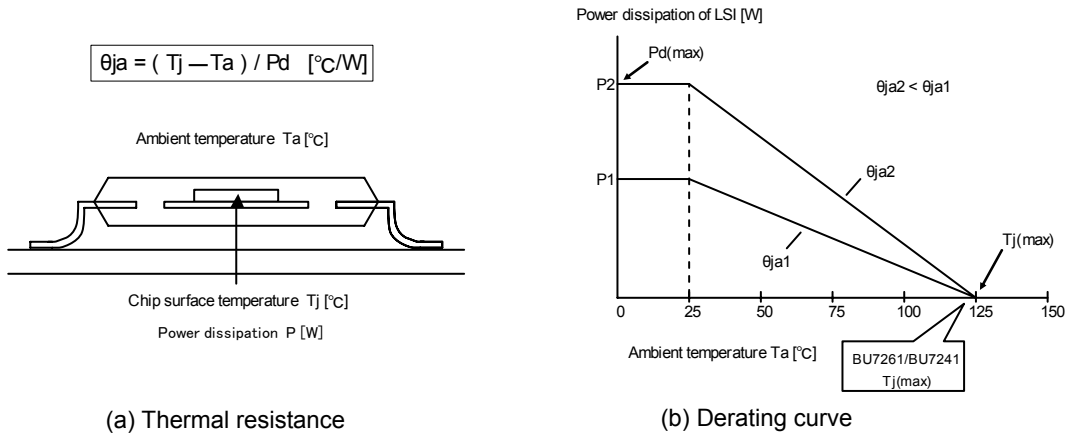 θja = ( Tj — Ta ) / Pd [℃/W]
Ambient temperature Ta [℃]
Chip surface temperature Tj [℃]
Power dissipation P [W]
(a) Thermal resistance
Power dissipation of LSI [W]
Pd(max)
P2
θja2 < θja1
P1
θja2
θja1
Tj(max)
0 25 50 75 100 125 150
Ambient temperature Ta [℃]
BU7261/BU7241
Tj(max)
(b) Derating curve